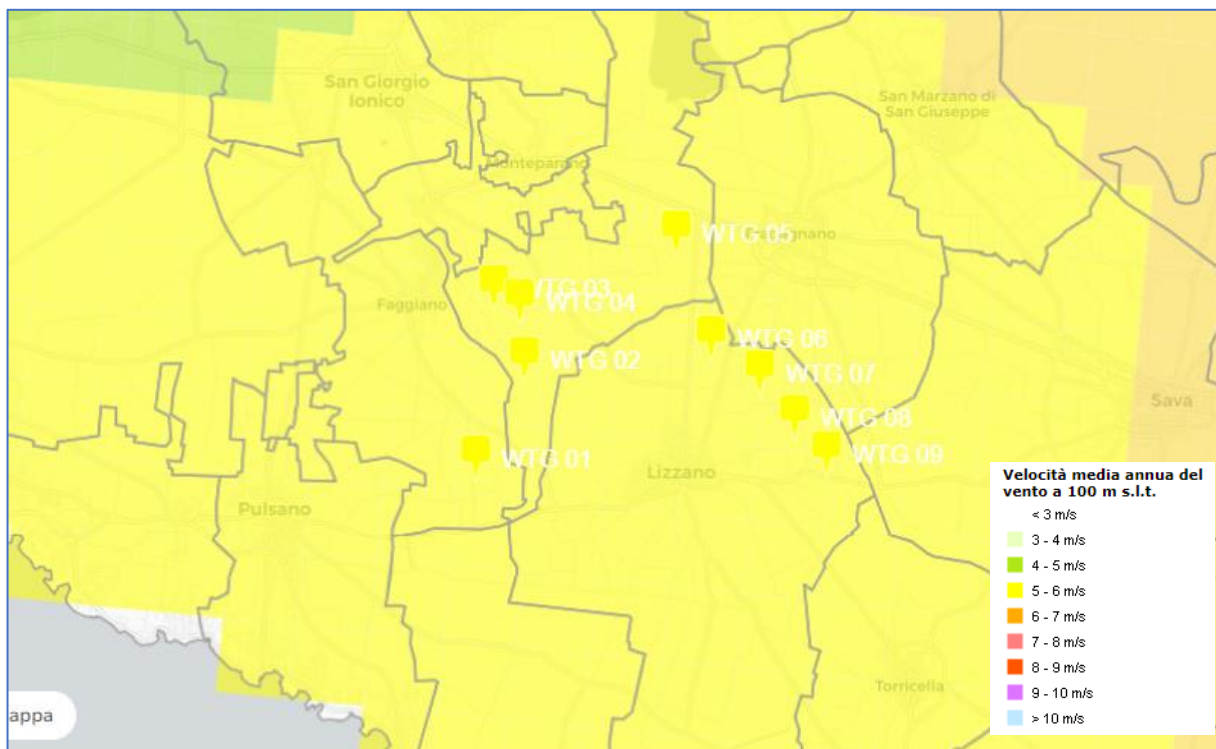 San Giorgio
Ionico
San Marzano di
San Giuseppe
Monteparano
WTG 05
WTG 03
WTG 04
Faggiano
WTG 06
WTG 02
WTG 07
Sava
WTG 08
WTG 01
WTG 09
Lizzano
Pulsano
Torricella
appa
Velocità media annua del
vento a 100 m s.l.t.
< 3 m/s
3 - 4 m/s
4 - 5 m/s
5 - 6 m/s
6 - 7 m/s
7 - 8 m/s
8 - 9 m/s
9 - 10 m/s
> 10 m/s